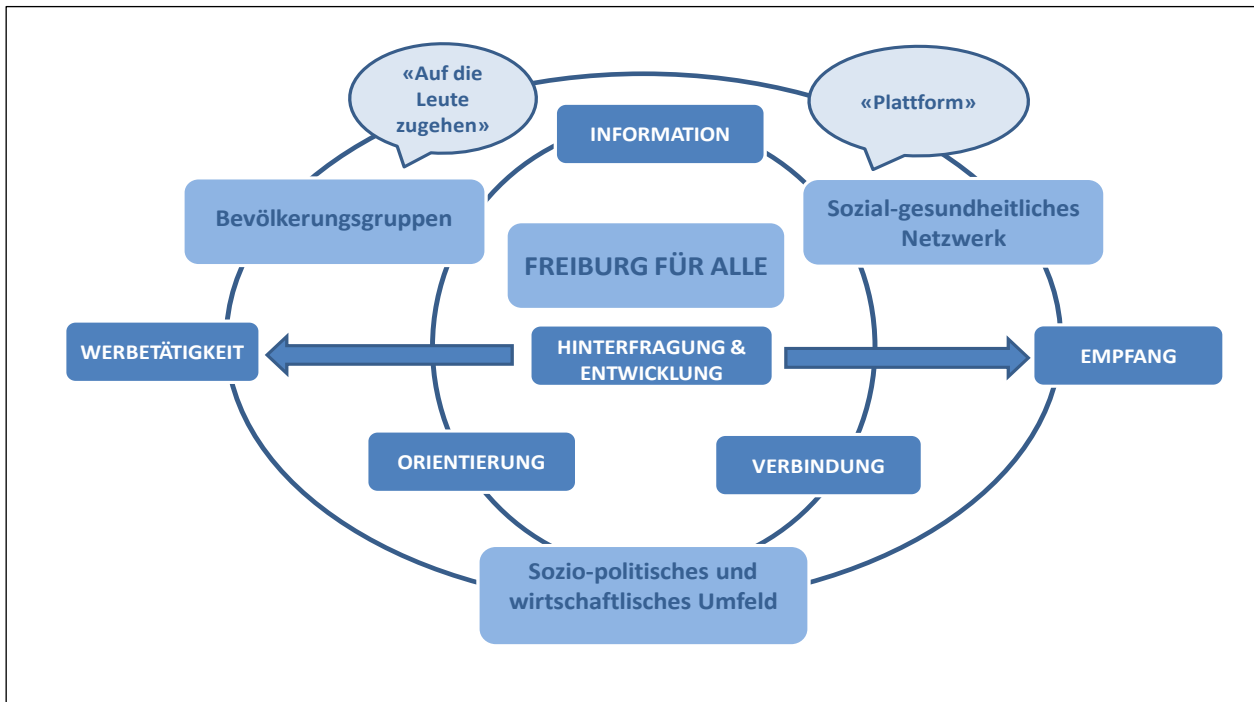 «Auf die
Leute
zugehen»
«Plattform»
INFORMATION
Bevölkerungsgruppen
Sozial-gesundheitliches
Netzwerk
FREIBURG FÜR ALLE
WERBETÄTIGKEIT
HINTERFRAGUNG &
ENTWICKLUNG
EMPFANG
ORIENTIERUNG
VERBINDUNG
Sozio-politisches und
wirtschaftlisches Umfeld